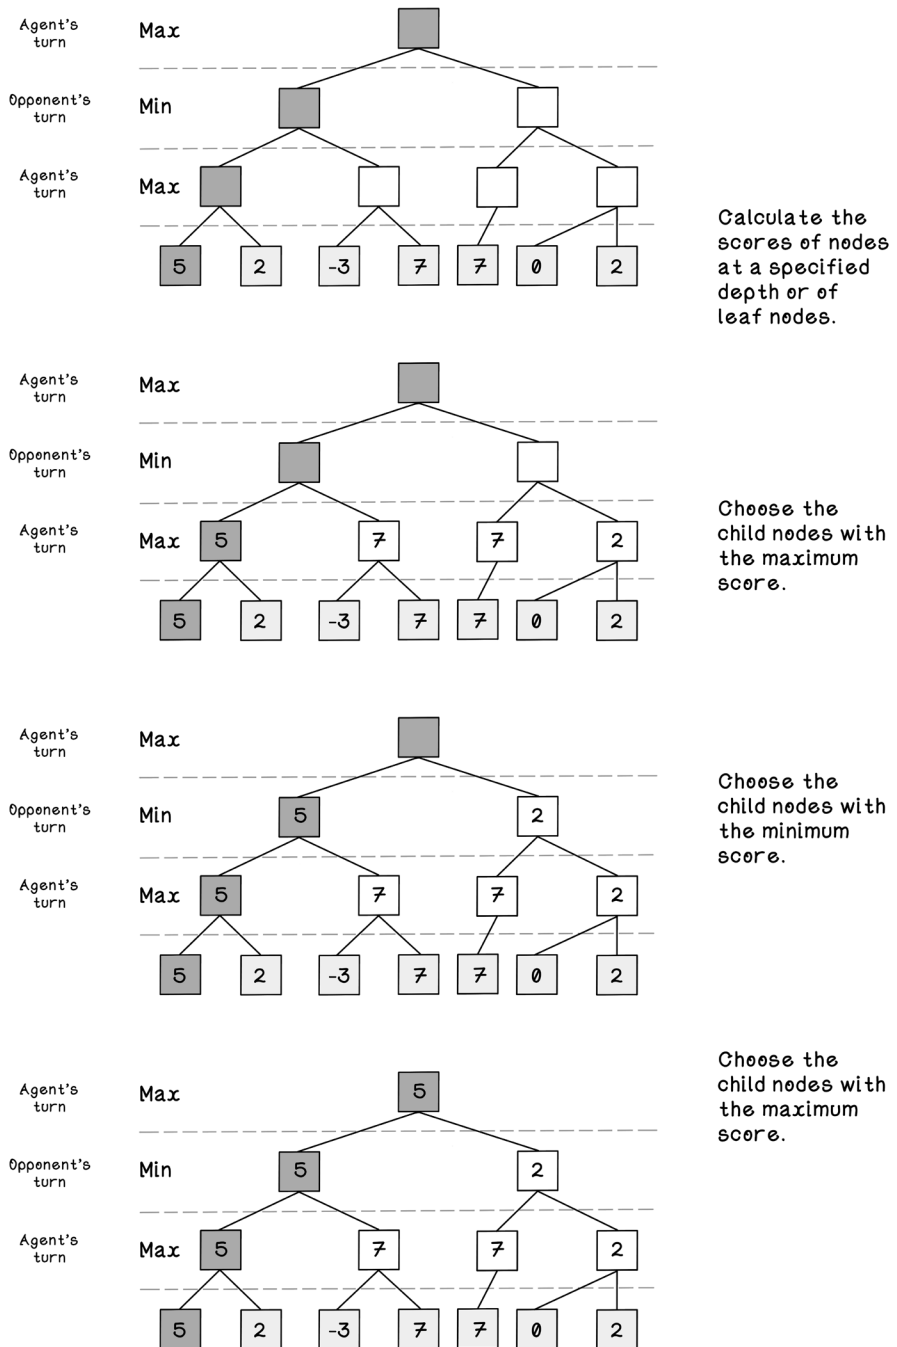 Agent's
turn
Max
Opponent's
turn
Min
Agent's
turn
Max
5 2 -3 7 7 0 2
Calculate the
scores of nodes
at a specified
depth or of
leaf nodes.
Agent's
turn
Max
Opponent's
turn
Min
Agent's
turn
Max 5 7 7 2
5 2 -3 7 7 0 2
Choose the
child nodes with
the maximum
score.
Agent's
turn
Max
Opponent's
turn
Min 5 2
Agent's
turn
Max 5 7 7 2
5 2 -3 7 7 0 2
Choose the
child nodes with
the minimum
score.
Agent's
turn
Max 5
Opponent's
turn
Min 5 2
Agent's
turn
Max 5 7 7 2
5 2 -3 7 7 0 2
Choose the
child nodes with
the maximum
score.